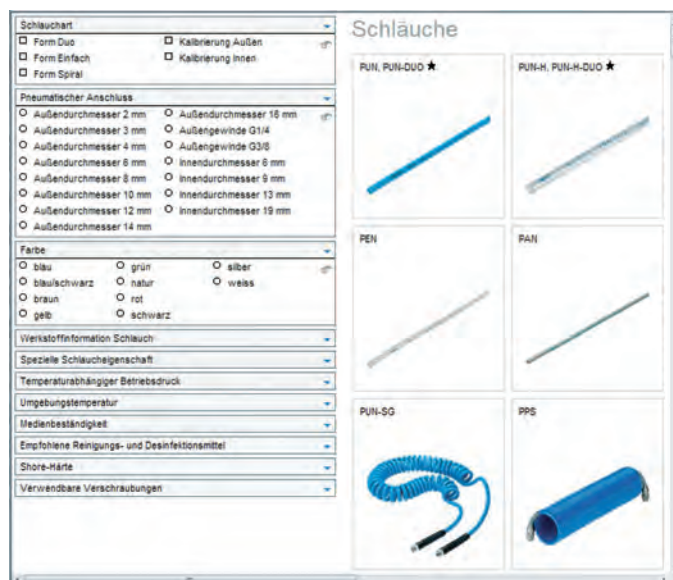 Schlauchart
Form Duo
Kalibrierung Außen
Form Einfach
Kalibrierung Innen
Form Spiral
Pneumatischer Anschluss
Außendurchmesser 2 mm
Außendurchmesser 16 mm
Außendurchmesser 3 mm
Außengewinde G1/4
Außendurchmesser 4 mm
Außengewinde G3/8
Außendurchmesser 6 mm
Innendurchmesser 6 mm
Außendurchmesser 8 mm
Innendurchmesser 9 mm
Außendurchmesser 10 mm
Innendurchmesser 13 mm
Außendurchmesser 12 mm
Innendurchmesser 19 mm
Außendurchmesser 14 mm
Farbe
blau
grün
silber
blau/schwarz
natur
weiss
braun
rot
gelb
schwarz
Werkstoffinformation Schlauch
Spezielle Schlaucheigenschaft
Temperaturabhängiger Betriebsdruck
Umgebungstemperatur
Medienbeständigkeit
Empfohlene Reinigungs- und Desinfektionsmittel
Shore-Härte
Verwendbare Verschraubungen
Schläuche
PUN, PUN-DUO ★
PUN-H, PUN-H-DUO ★
PEN
PAN
PUN-SG
PPS